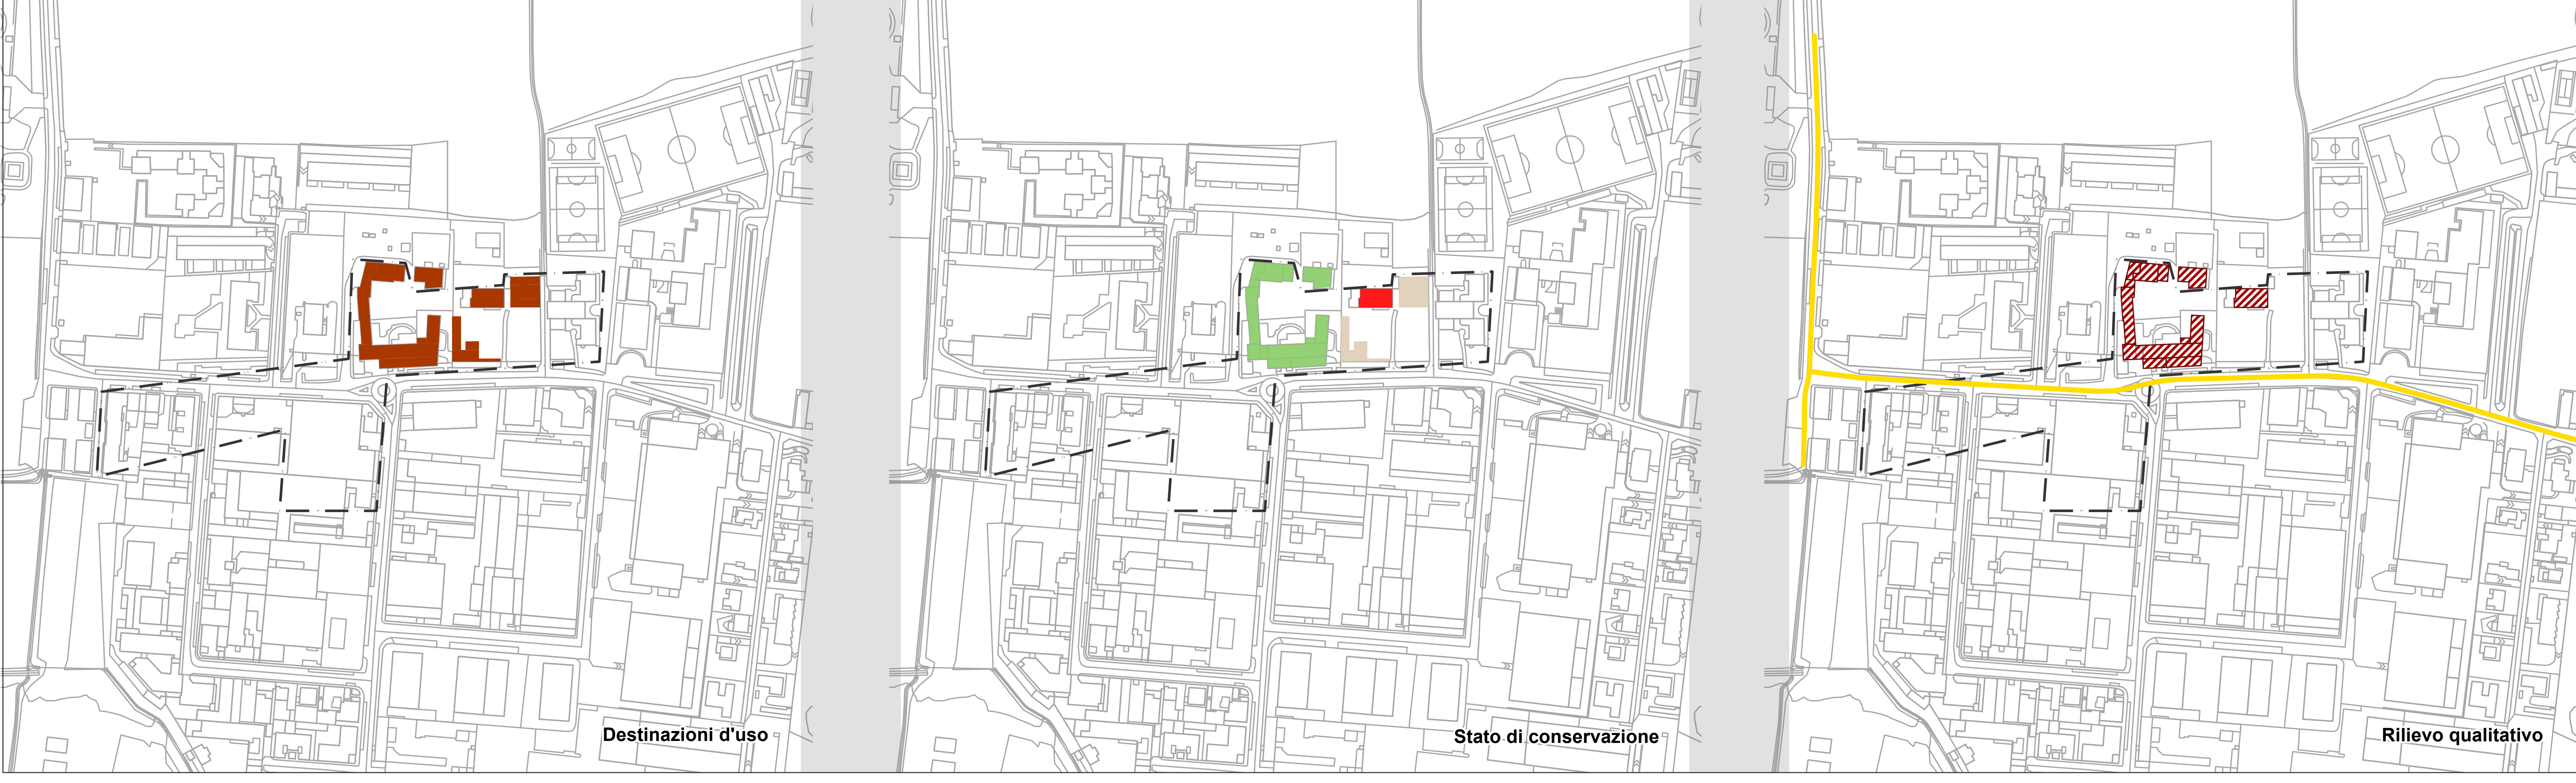 Destinazioni d'uso
Stato di conservazione
Rilievo qualitativo